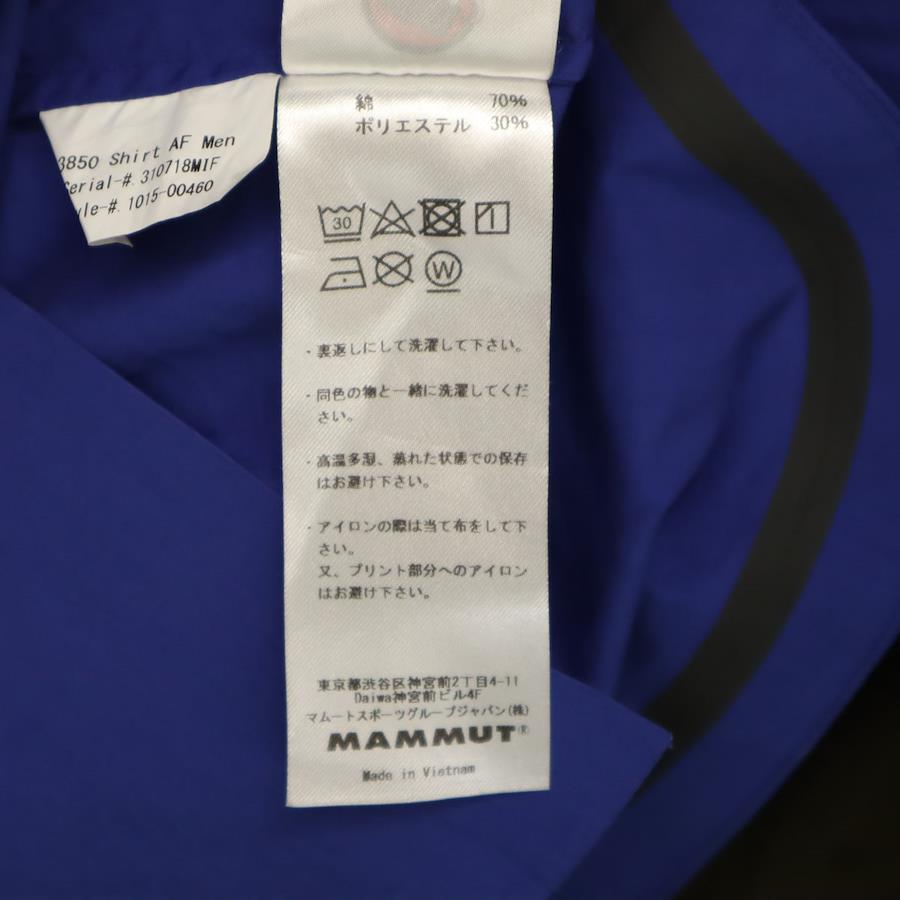 3850 Shirt AF Men
Serial-#. 310718MIF
yle-#. 1015-00460
綿 70%
ポリエステル 30%
30
W
・裏返しにして洗濯して下さい。
・同色の物と一緒に洗濯してくだ
さい。
・高温多湿、蒸れた状態での保存
はお避け下さい。
・アイロンの際は当て布をして下
さい。
又、プリント部分へのアイロン
はお避け下さい。
東京都渋谷区神宮前2丁目4-11
Daiwa神宮前ビル4F
マムートスポーツグループジャパン(株)
MAMMUT®
Made in Vietnam